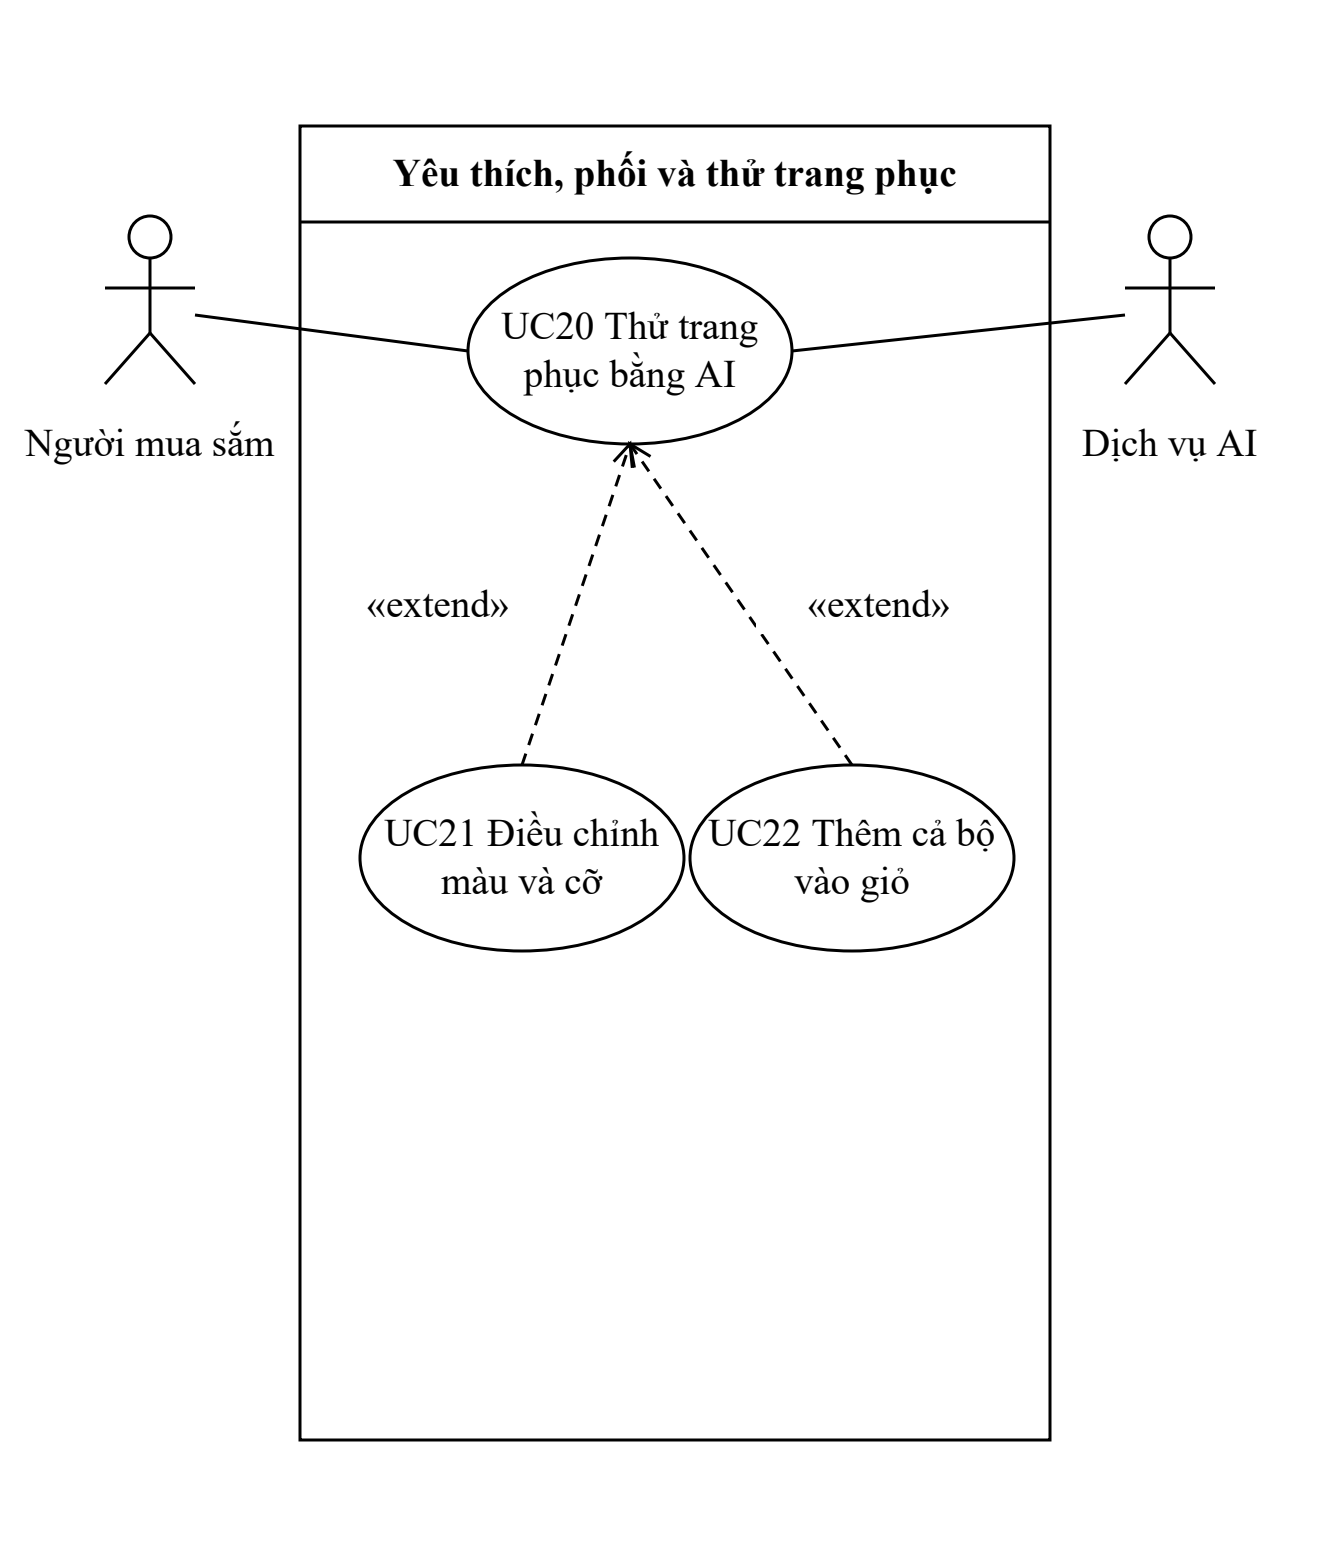 Yêu thích, phối và thử trang phục
UC20 Thử trang
phục bằng AI
Người mua sắm
Dịch vụ AI
«extend»
«extend»
UC21 Điều chỉnh
màu và cỡ
UC22 Thêm cả bộ
vào giỏ